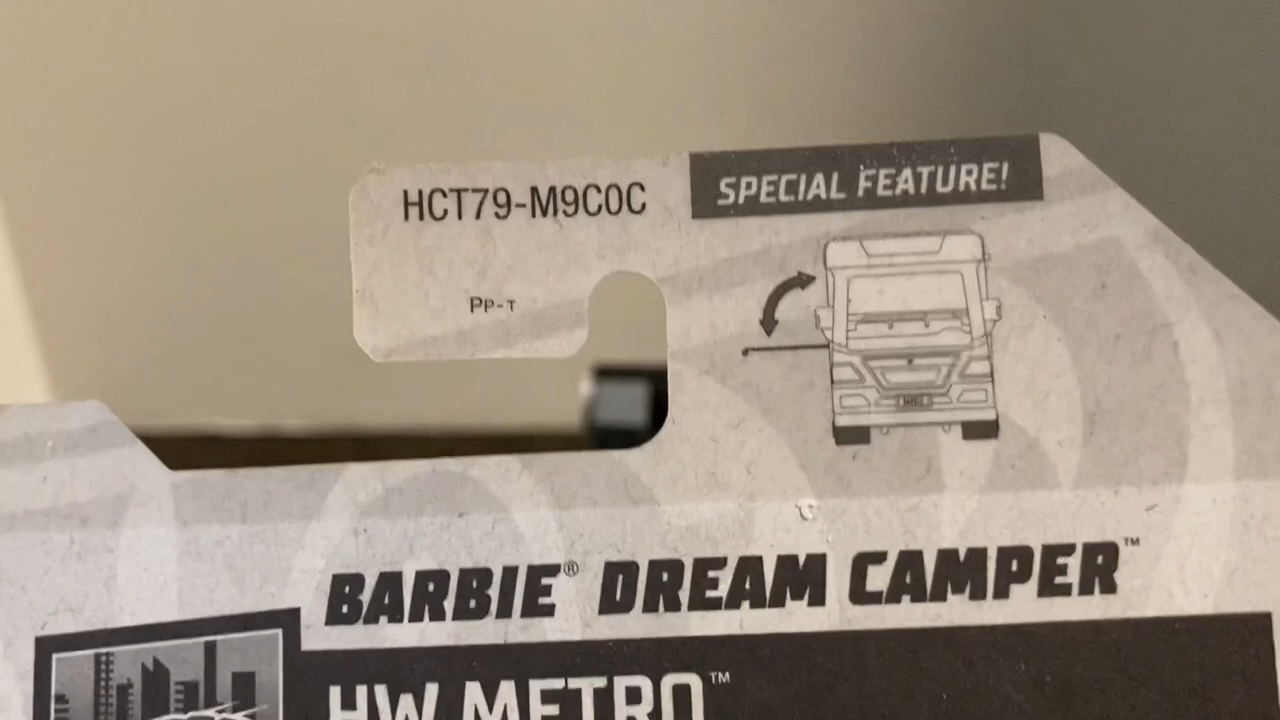 HCT79-M9C0C
SPECIAL FEATURE!
PP-T
BARBIE® DREAM CAMPER™
HW METRO™